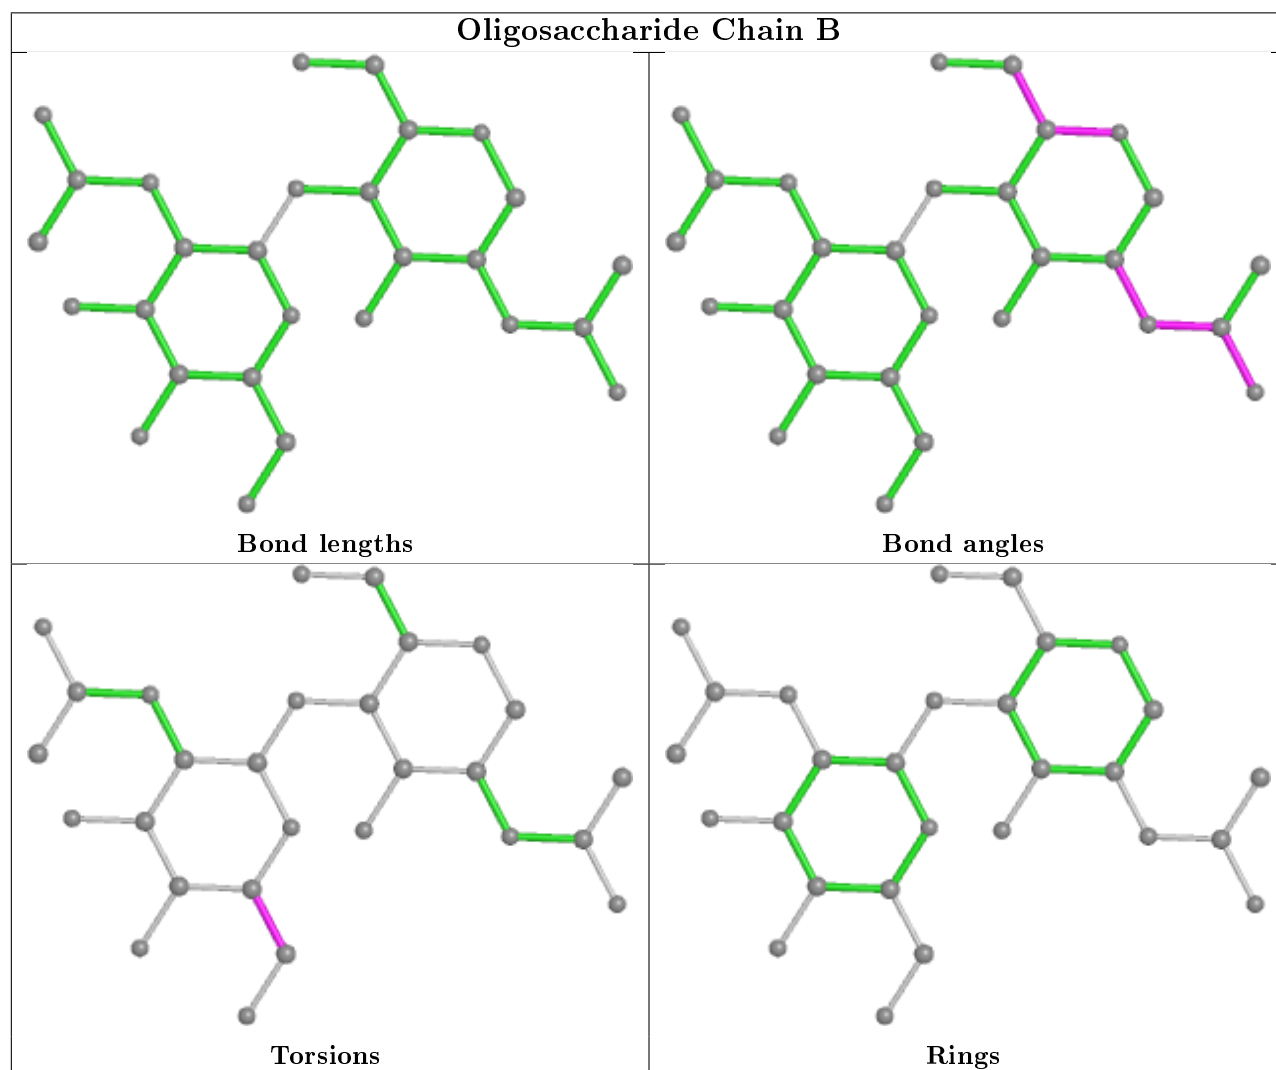 Oligosaccharide Chain B
Bond lengths
Bond angles
Torsions
Rings